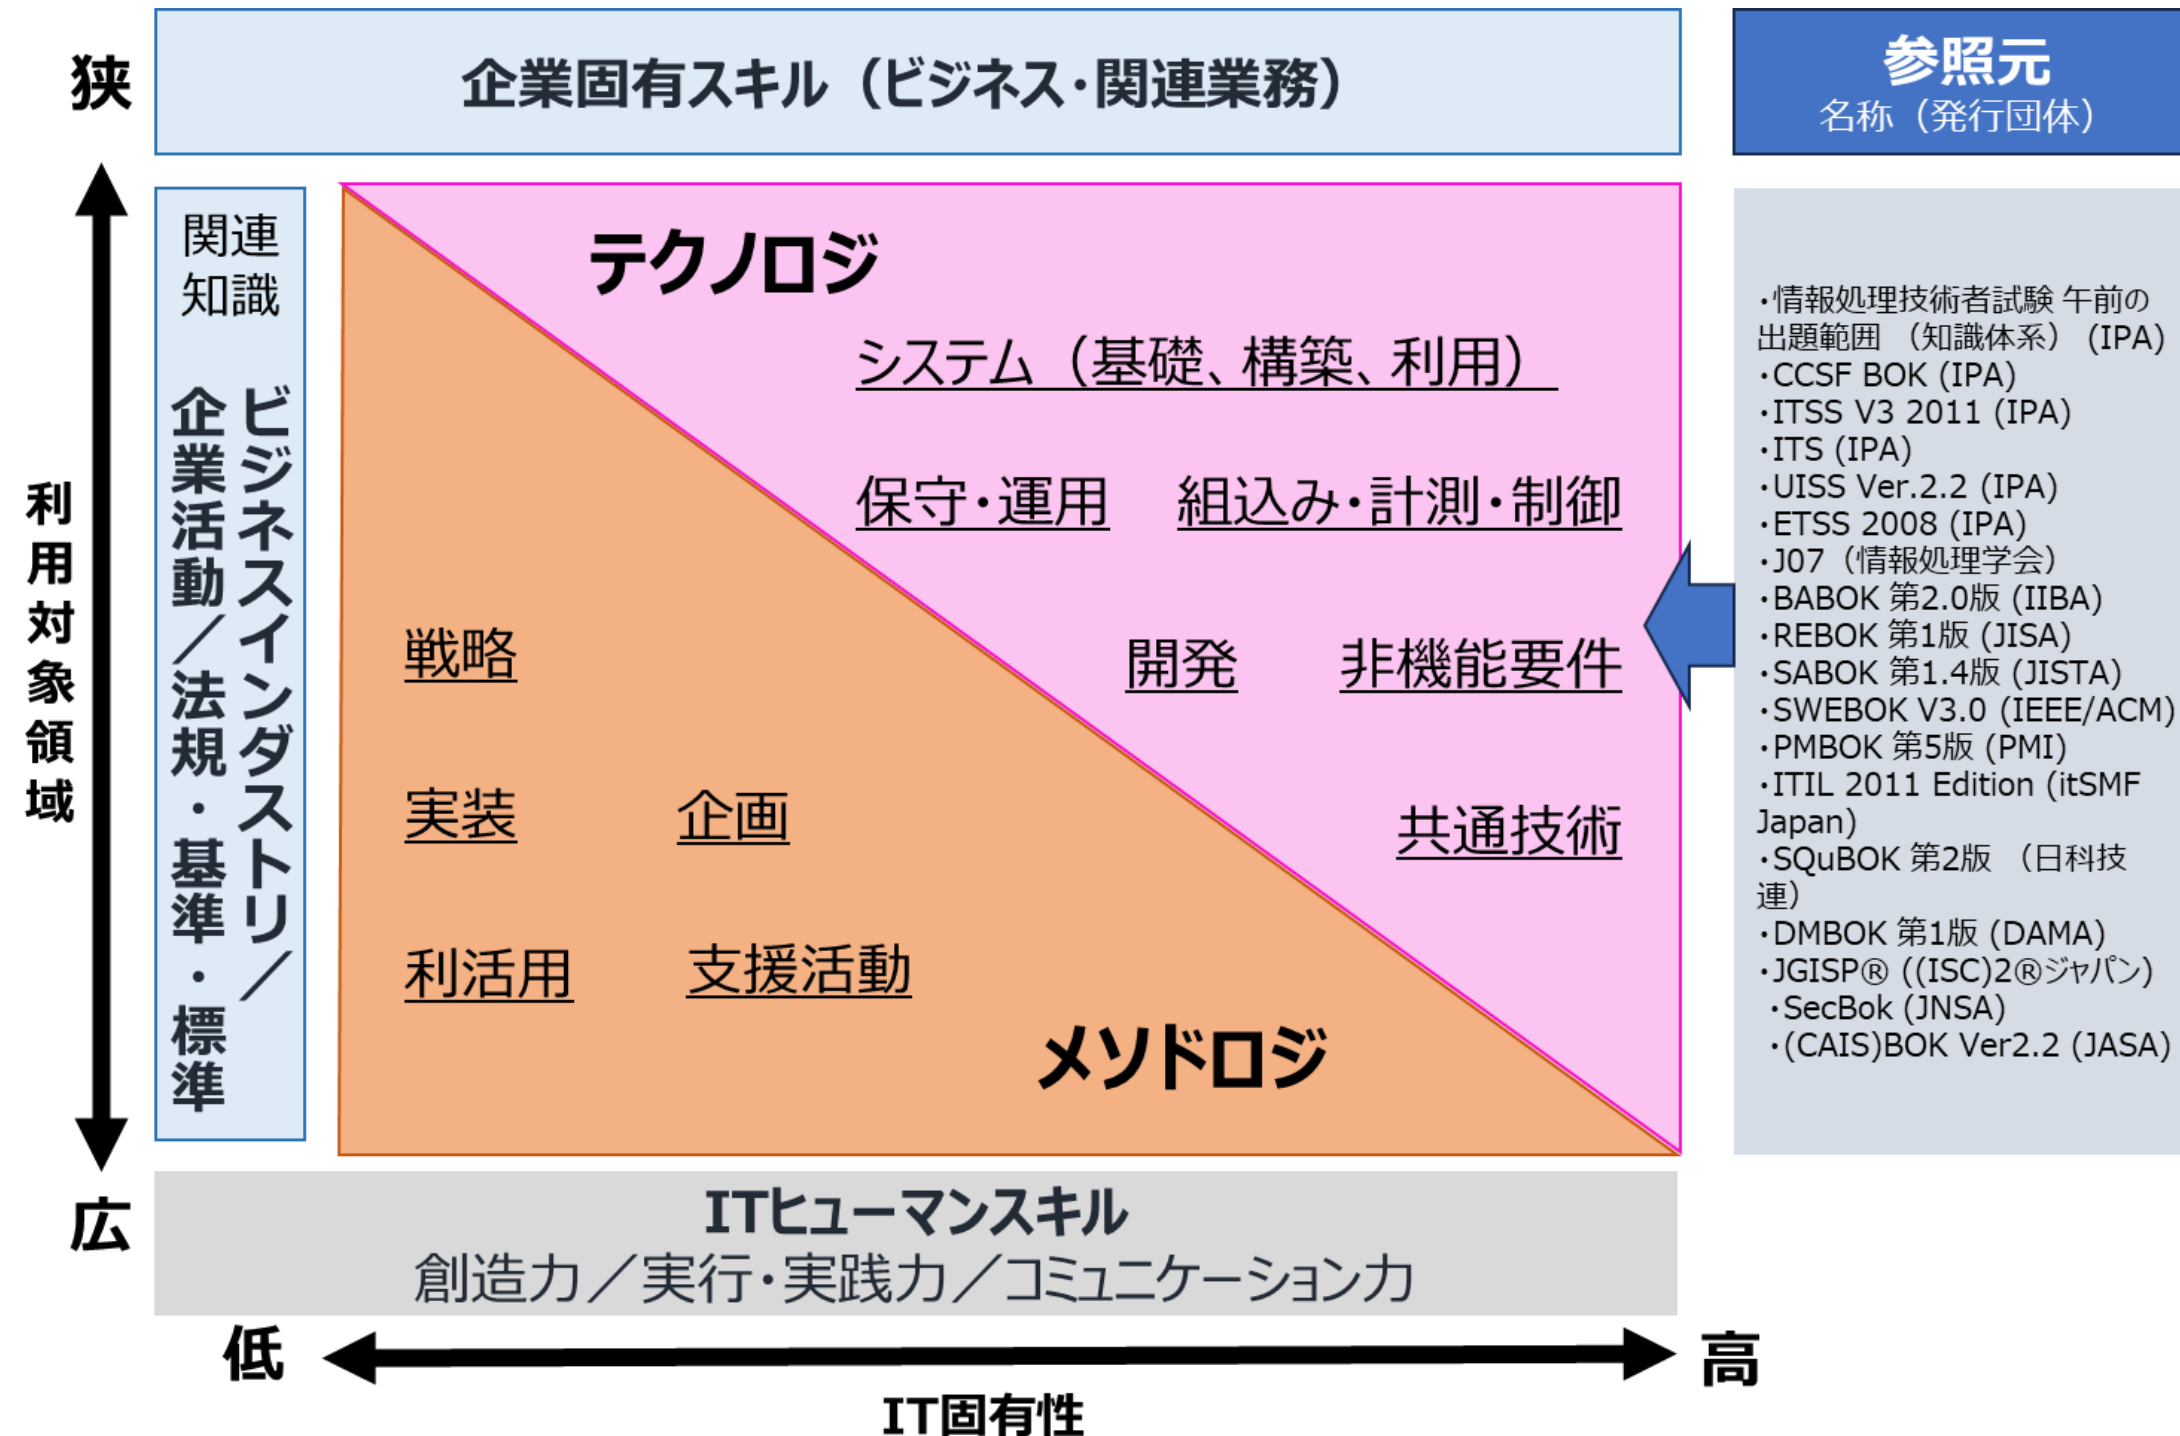 狭
企業固有スキル（ビジネス・関連業務）
参照元
名称（発行団体）
利用対象領域
関連
知識
ビジネスインダストリ／
企業活動／法規・基準・標準
テクノロジ
システム（基礎、構築、利用）
保守・運用 組込み・計測・制御
開発 非機能要件
共通技術
戦略
実装 企画
利活用 支援活動
メソドロジ
・情報処理技術者試験 午前の
出題範囲 （知識体系） (IPA)
・CCSF BOK (IPA)
・ITSS V3 2011 (IPA)
・ITS (IPA)
・UISS Ver.2.2 (IPA)
・ETSS 2008 (IPA)
・J07（情報処理学会）
・BABOK 第2.0版 (IIBA)
・REBOK 第1版 (JISA)
・SABOK 第1.4版 (JISTA)
・SWEBOK V3.0 (IEEE/ACM)
・PMBOK 第5版 (PMI)
・ITIL 2011 Edition (itSMF
Japan)
・SQuBOK 第2版 （日科技
連）
・DMBOK 第1版 (DAMA)
・JGISP® ((ISC)2®ジャパン)
・SecBok (JNSA)
・(CAIS)BOK Ver2.2 (JASA)
広
ITヒューマンスキル
創造力／実行・実践力／コミュニケーション力
低
高
IT固有性